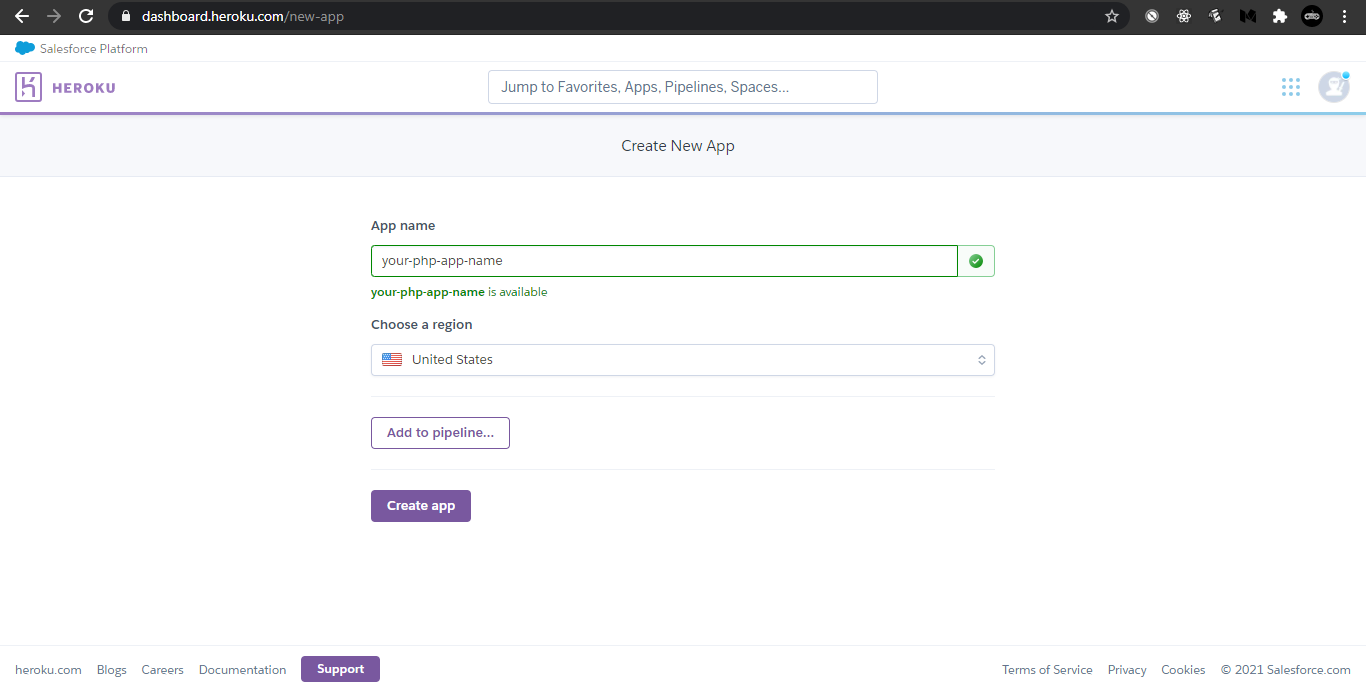 dashboard.heroku.com/new-app
Salesforce Platform
HEROKU
Jump to Favorites, Apps, Pipelines, Spaces...
Create New App
App name
your-php-app-name
your-php-app-name is available
Choose a region
United States
Add to pipeline...
Create app
heroku.com Blogs Careers Documentation Support Terms of Service Privacy Cookies © 2021 Salesforce.com